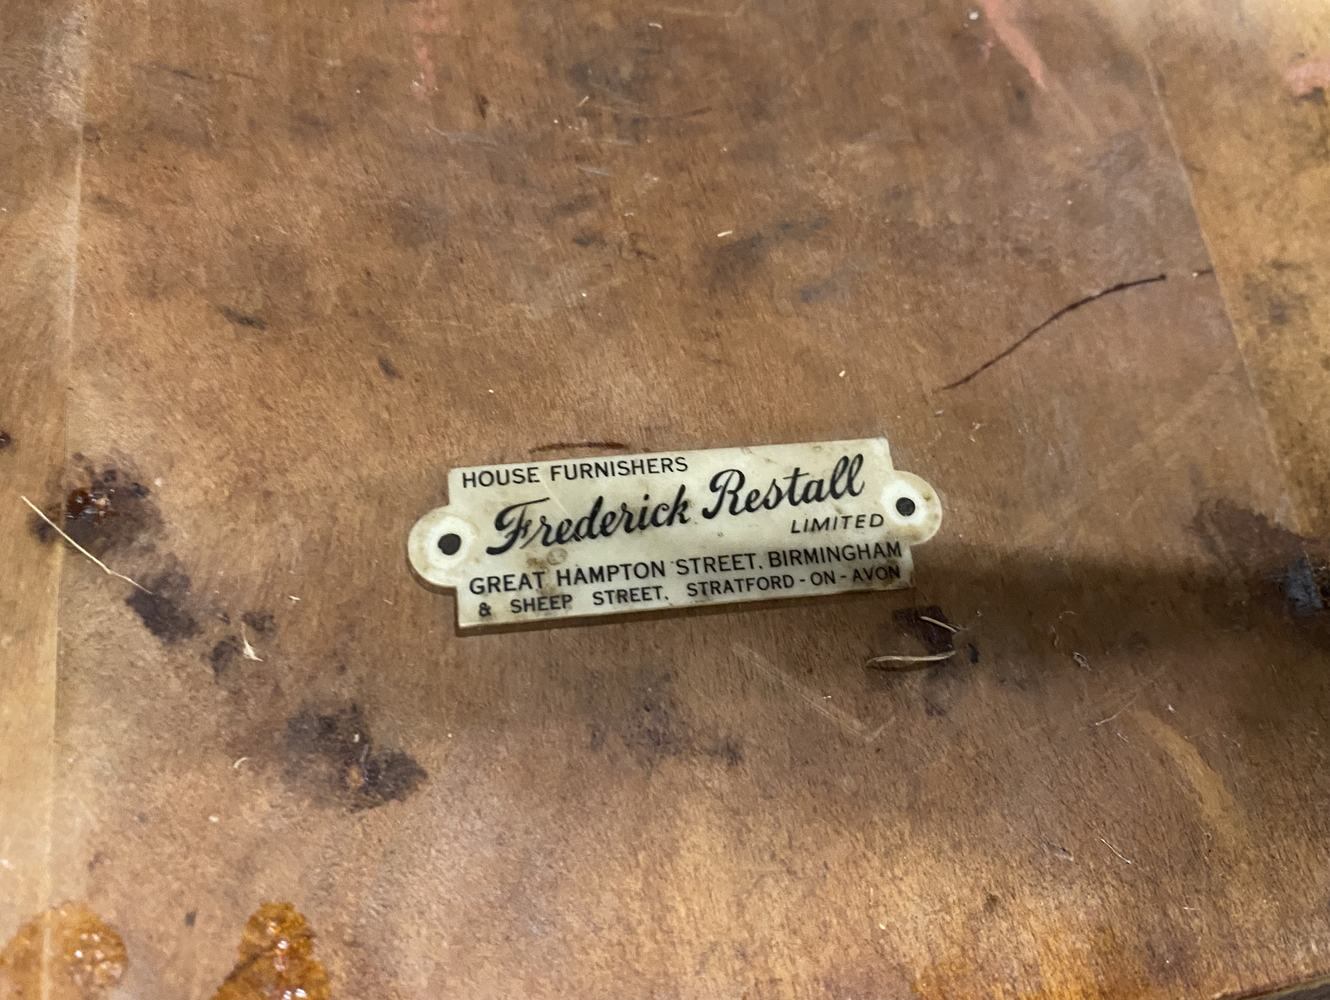 HOUSE FURNISHERS
Frederick Restall
LIMITED
GREAT HAMPTON STREET. BIRMINGHAM
& SHEEP STREET. STRATFORD-ON-AVON